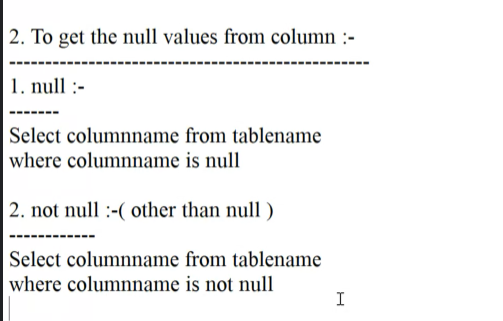 2. To get the null values from column :-
----------------------------------------------------
1. null :-
-------
Select columnname from tablename
where columnname is null
2. not null :-( other than null )
------------
Select columnname from tablename
where columnname is not null